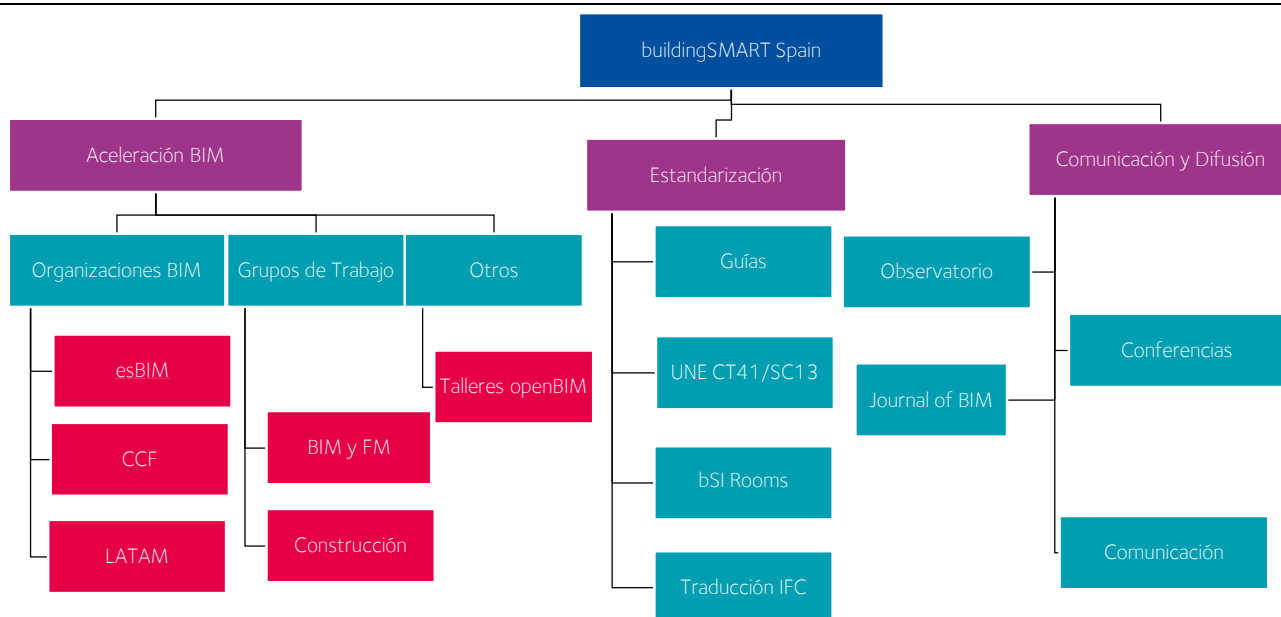 buildingSMART Spain
Aceleración BIM
Estandarización
Comunicación y Difusión
Organizaciones BIM
Grupos de Trabajo
Otros
esBIM
CCF
LATAM
BIM y FM
Construcción
Talleres openBIM
Guías
UNE CT41/SC13
bSI Rooms
Traducción IFC
Observatorio
Conferencias
Journal of BIM
Comunicación